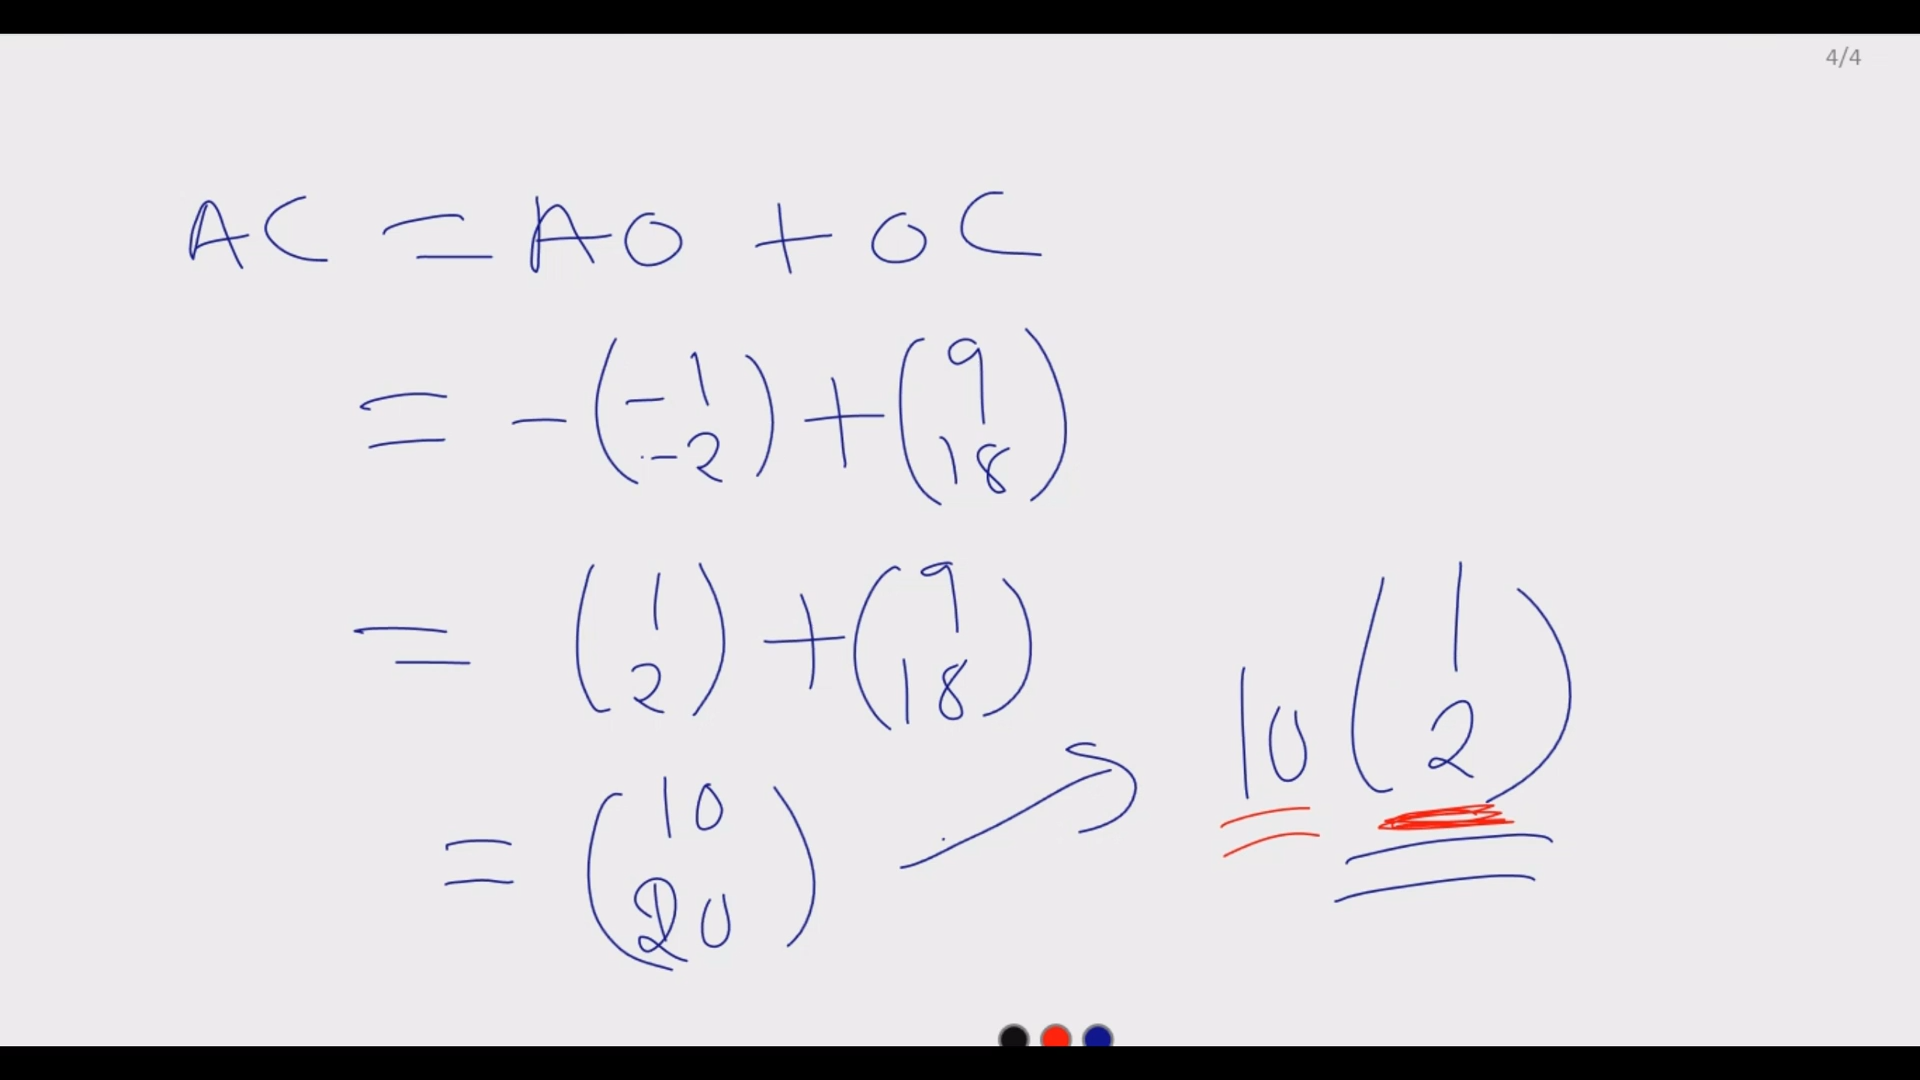 4/4
AC = AO + OC
= -(-1 -2) + (9 18)
= (1 2) + (9 18)
= (10 20) → 10 (1 2)